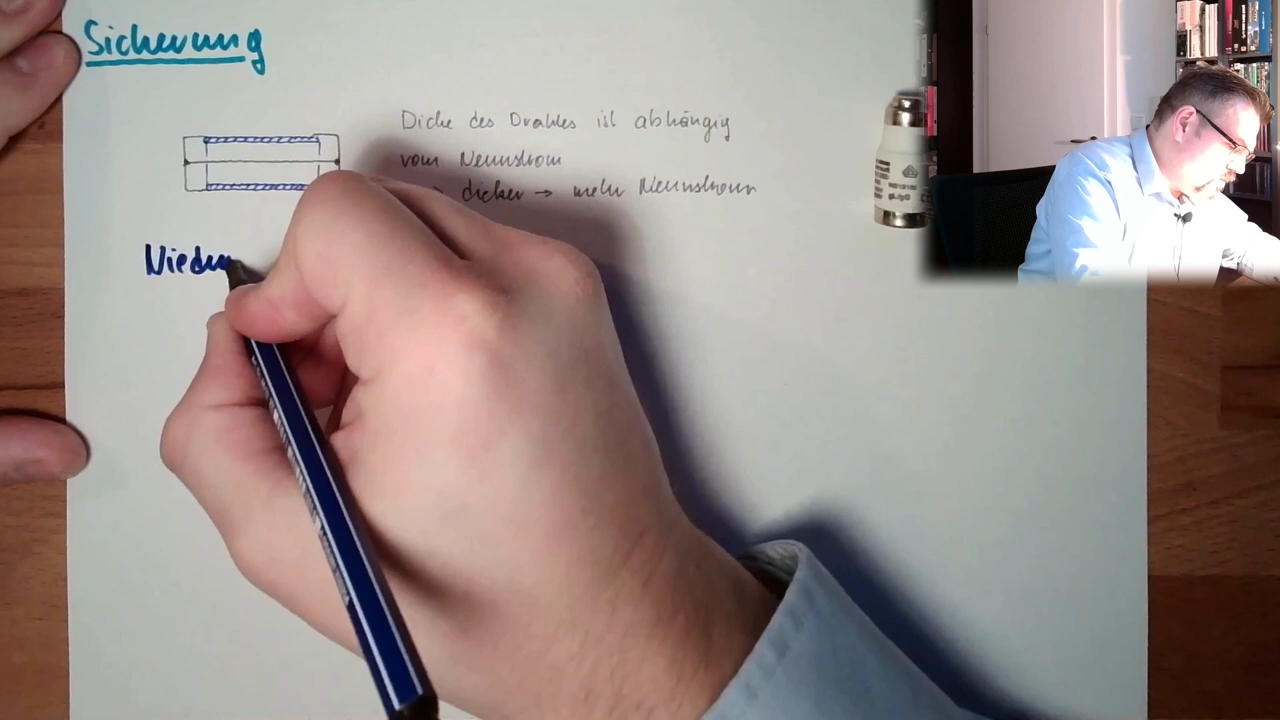 Sicherung
Dicke des Drahtes ist abhängig
vom Nennstrom
→ dicker → mehr Nennstrom
Nieder